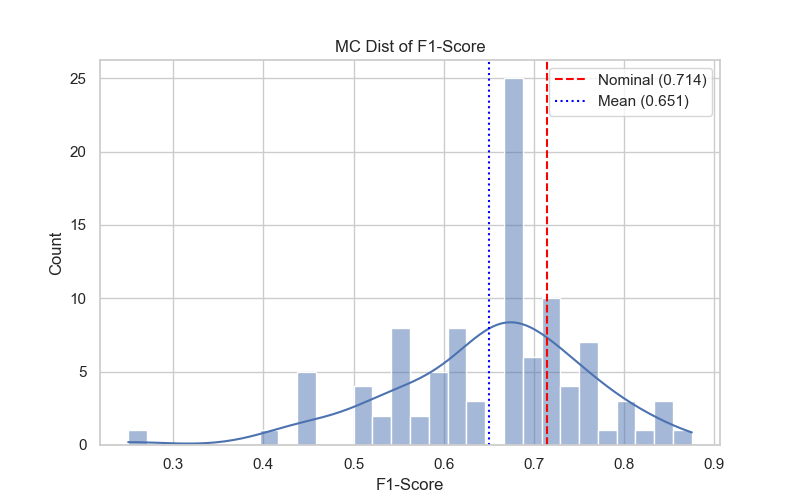 MC Dist of F1-Score
Nominal (0.714)
Mean (0.651)
Count
25
20
15
10
5
0
0.3 0.4 0.5 0.6 0.7 0.8 0.9
F1-Score